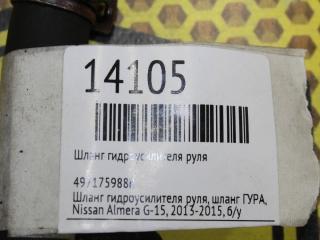 14105
Шланг гидроусилителя руля
Шланг гидроусилителя руля, шланг ГУРА,
Nissan Almera G-15, 2013-2015, б/у